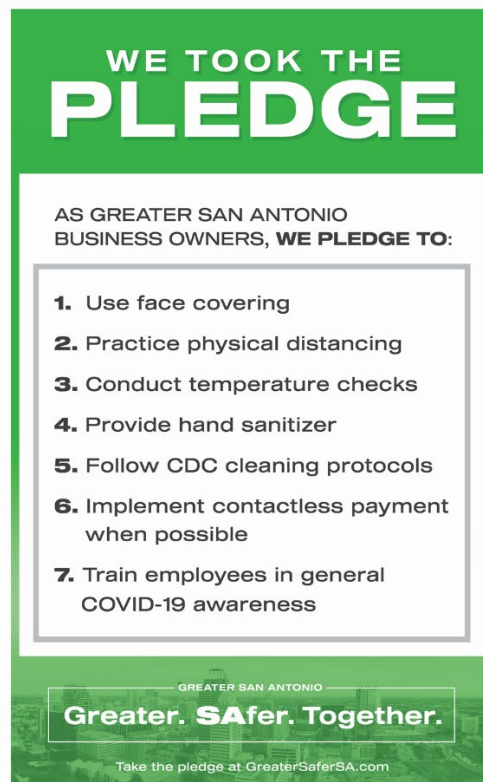 WE TOOK THE
PLEDGE
AS GREATER SAN ANTONIO
BUSINESS OWNERS, WE PLEDGE TO:
1. Use face covering
2. Practice physical distancing
3. Conduct temperature checks
4. Provide hand sanitizer
5. Follow CDC cleaning protocols
6. Implement contactless payment
when possible
7. Train employees in general
COVID-19 awareness
GREATER SAN ANTONIO
Greater. SAfer. Together.
Take the pledge at GreaterSaferSA.com